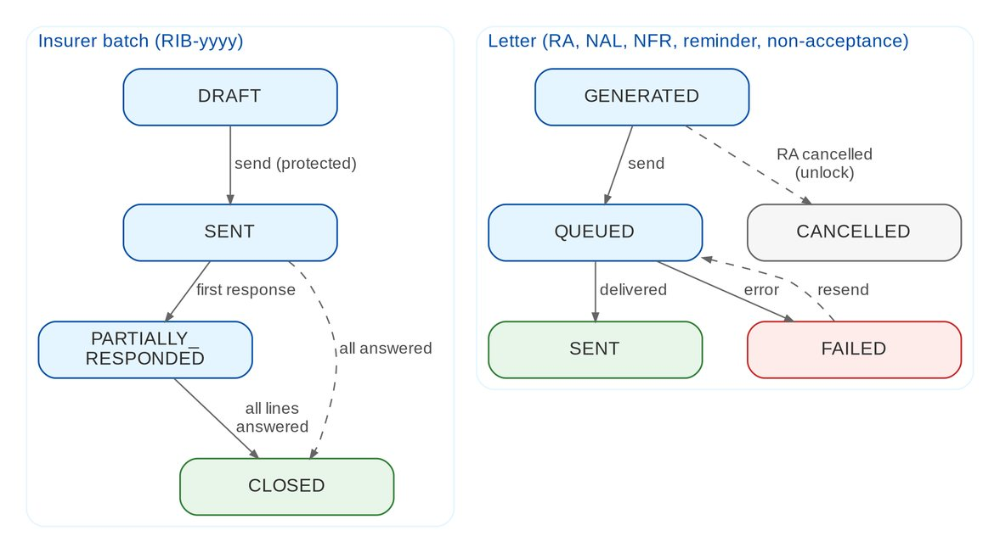 Insurer batch (RIB-yyyy)
DRAFT
send (protected)
SENT
first response
all answered
PARTIALLY_
RESPONDED
all lines
answered
CLOSED
Letter (RA, NAL, NFR, reminder, non-acceptance)
GENERATED
send
RA cancelled
(unlock)
QUEUED
CANCELLED
delivered
error
resend
SENT
FAILED